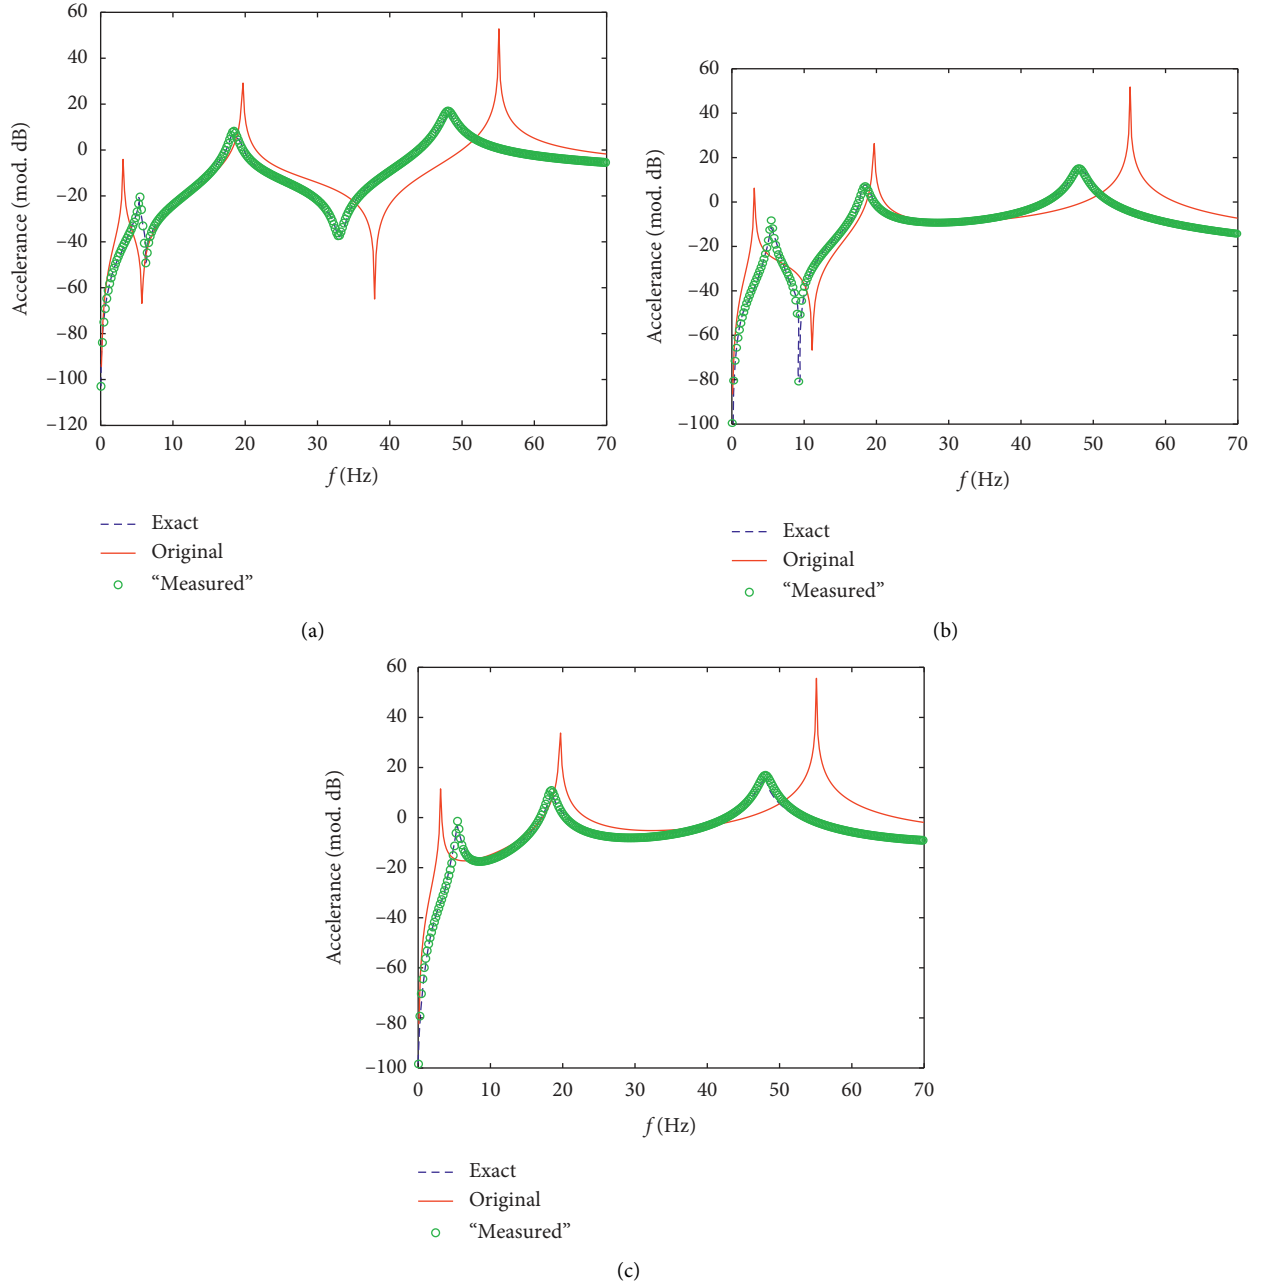 60
40
20
0
−20
−40
−60
−80
−100
−120
Accelerance (mod. dB)
0 10 20 30 40 50 60 70
f (Hz)
Exact
Original
“Measured”
(a)
60
40
20
0
−20
−40
−60
−80
−100
Accelerance (mod. dB)
0 10 20 30 40 50 60 70
f (Hz)
Exact
Original
“Measured”
(b)
60
40
20
0
−20
−40
−60
−80
−100
Accelerance (mod. dB)
0 10 20 30 40 50 60 70
f (Hz)
Exact
Original
“Measured”
(c)